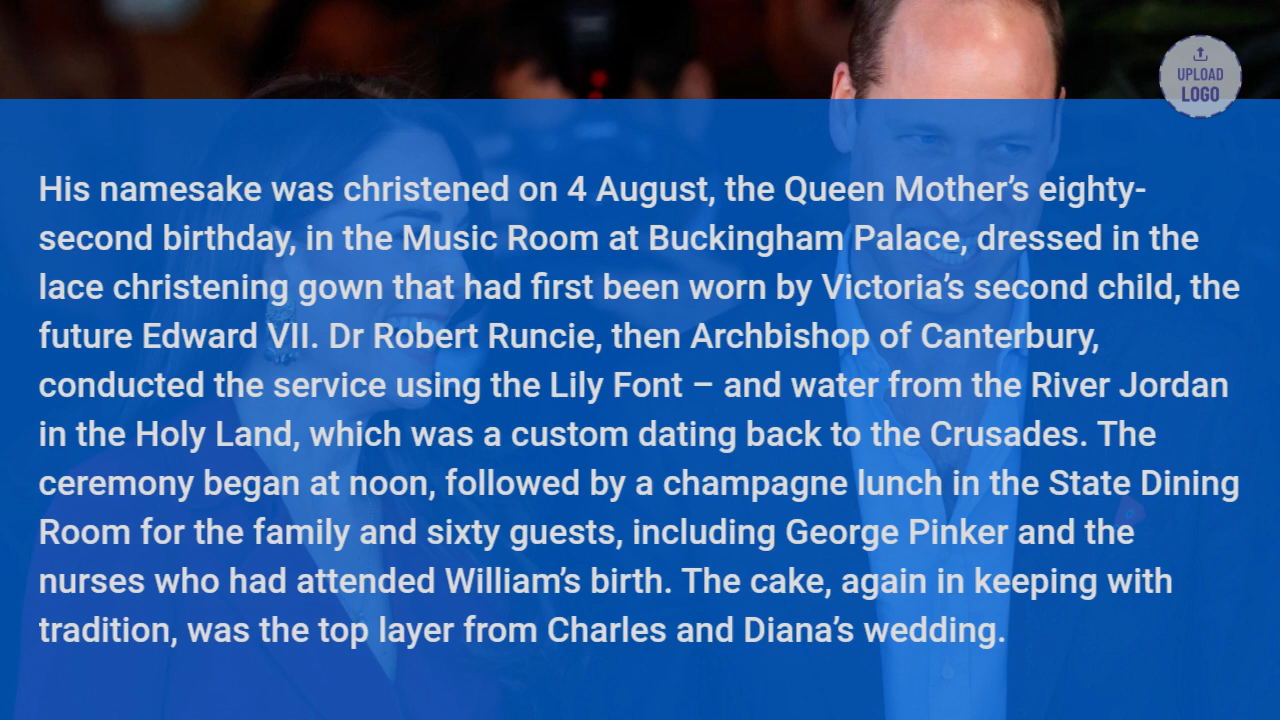 UPLOAD
LOGO
His namesake was christened on 4 August, the Queen Mother’s eighty-
second birthday, in the Music Room at Buckingham Palace, dressed in the
lace christening gown that had first been worn by Victoria’s second child, the
future Edward VII. Dr Robert Runcie, then Archbishop of Canterbury,
conducted the service using the Lily Font – and water from the River Jordan
in the Holy Land, which was a custom dating back to the Crusades. The
ceremony began at noon, followed by a champagne lunch in the State Dining
Room for the family and sixty guests, including George Pinker and the
nurses who had attended William’s birth. The cake, again in keeping with
tradition, was the top layer from Charles and Diana’s wedding.